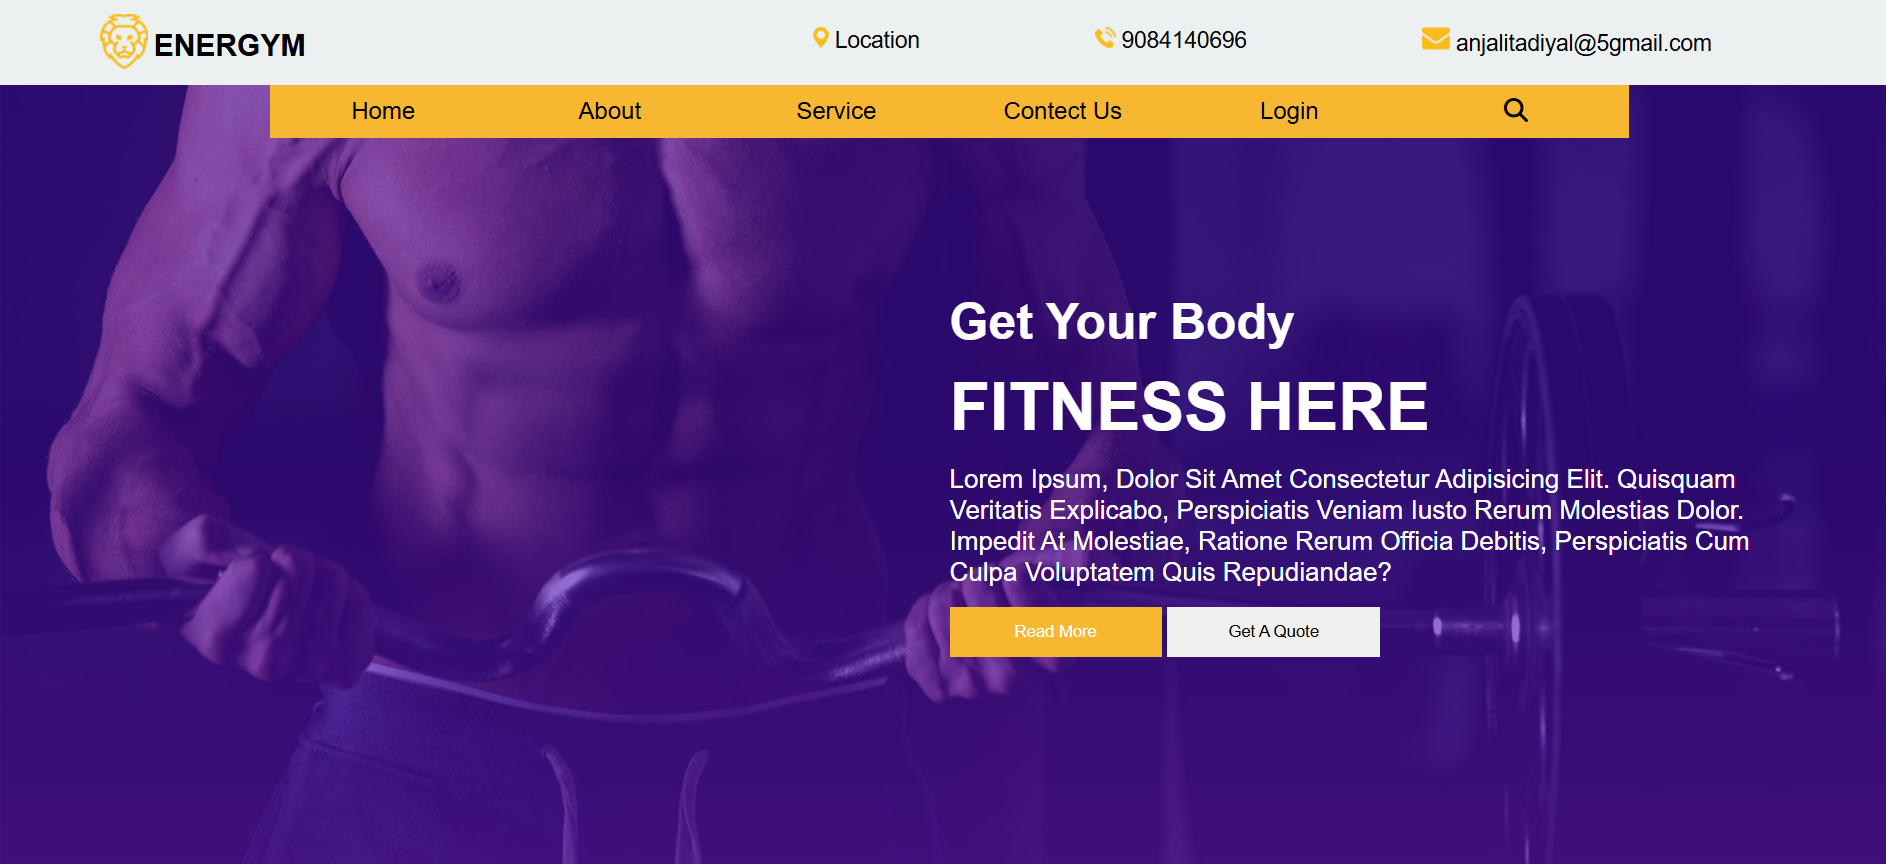 ENERGYM
Location
9084140696
anjalitadiyal@5gmail.com
Home
About
Service
Contect Us
Login
Get Your Body
FITNESS HERE
Lorem Ipsum, Dolor Sit Amet Consectetur Adipisicing Elit. Quisquam
Veritatis Explicabo, Perspiciatis Veniam Iusto Rerum Molestias Dolor.
Impedit At Molestiae, Ratione Rerum Officia Debitis, Perspiciatis Cum
Culpa Voluptatem Quis Repudiandae?
Read More
Get A Quote